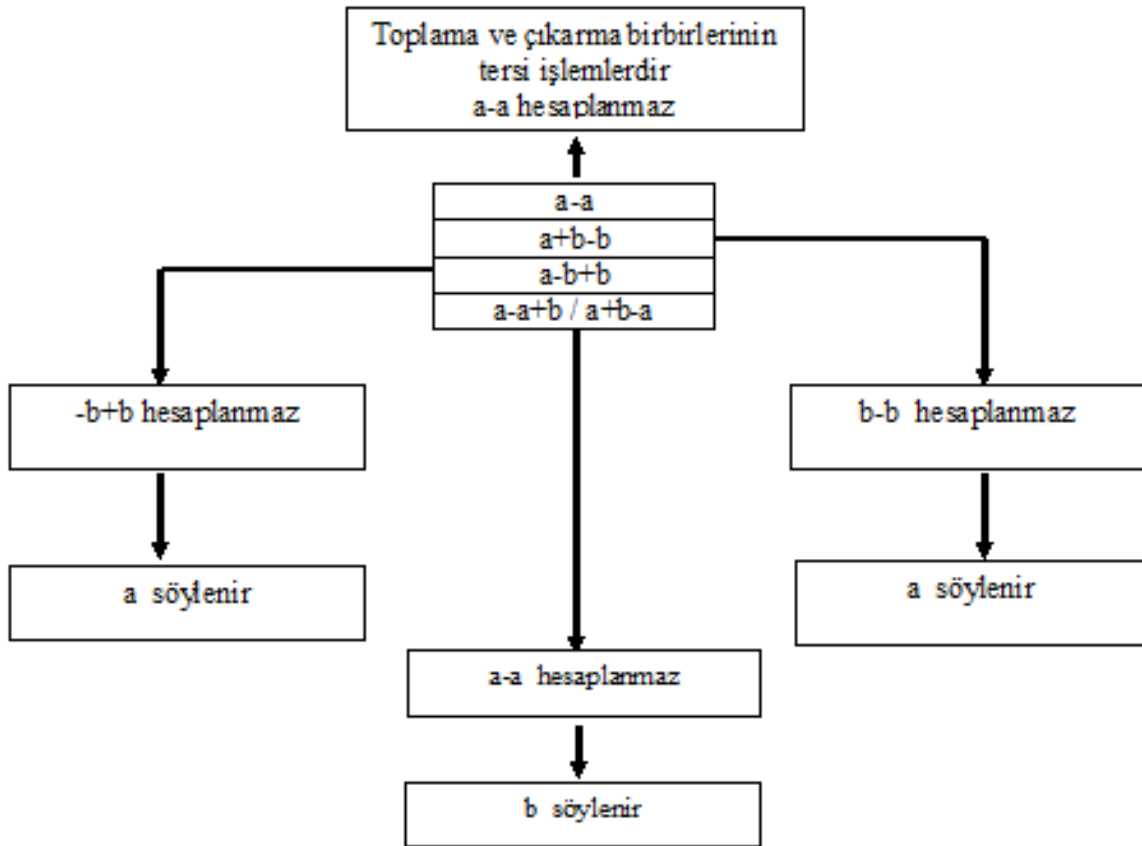 Toplama ve çıkarma birbirlerinin
tersi işlemlerdir
a-a hesaplanmaz
a-a
a+b-b
a-b+b
a-a+b / a+b-a
-b+b hesaplanmaz
b-b hesaplanmaz
a söylenir
a söylenir
a-a hesaplanmaz
b söylenir